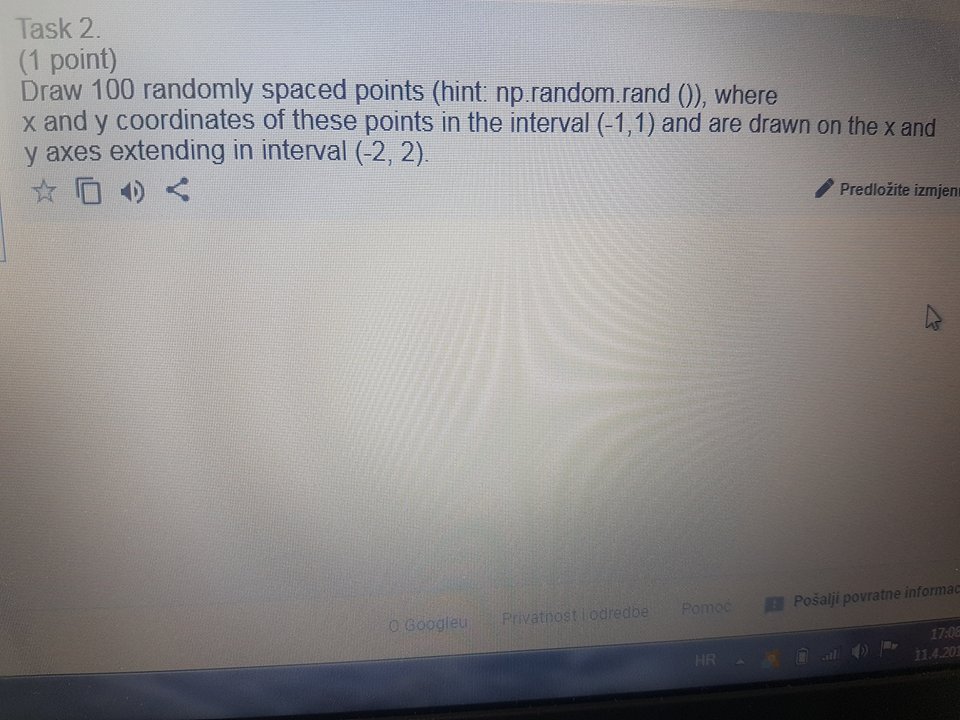 Task 2.
(1 point)
Draw 100 randomly spaced points (hint: np.random.rand ()), where
x and y coordinates of these points in the interval (-1,1) and are drawn on the x and
y axes extending in interval (-2, 2).
Predložite izmjen
O Googleu Privatnost i odredbe Pomoć Pošalji povratne informac
HR 17:08
11.4.201